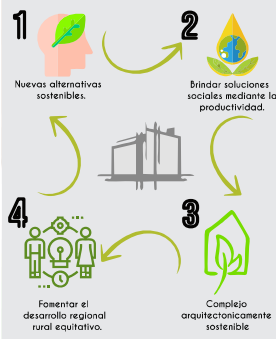 1
Nuevas alternativas
sostenibles.
2
Brindar soluciones
sociales mediante la
productividad.
3
Complejo
arquitectonicamente
sostenible
4
Fomentar el
desarrollo regional
rural equitativo.